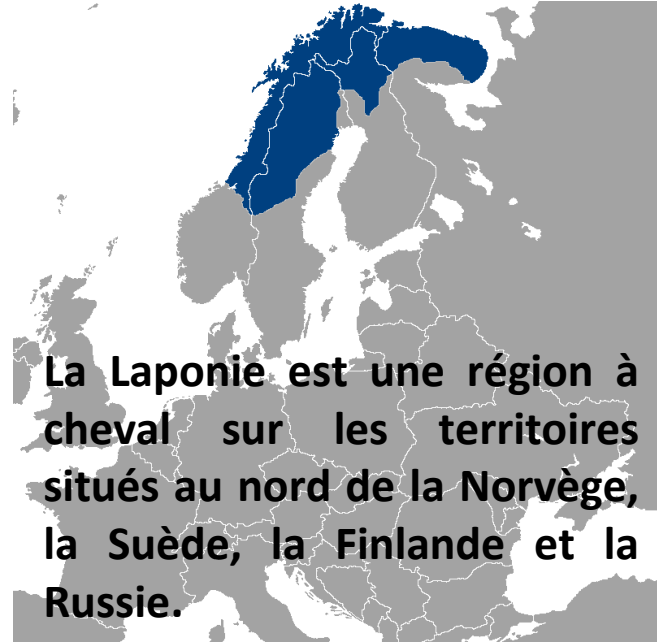 La Laponie est une région à
cheval sur les territoires
situés au nord de la Norvège,
la Suède, la Finlande et la
Russie.